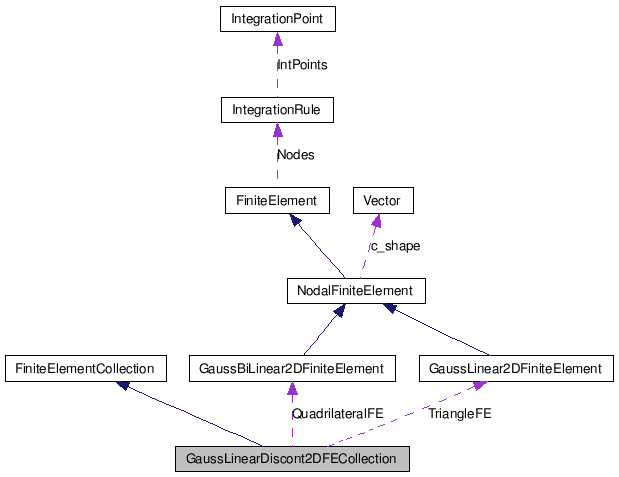 IntegrationPoint
IntPoints
IntegrationRule
Nodes
FiniteElement
Vector
c_shape
NodalFiniteElement
FiniteElementCollection
GaussBiLinear2DFiniteElement
GaussLinear2DFiniteElement
QuadrilateralFE
TriangleFE
GaussLinearDiscont2DFECollection